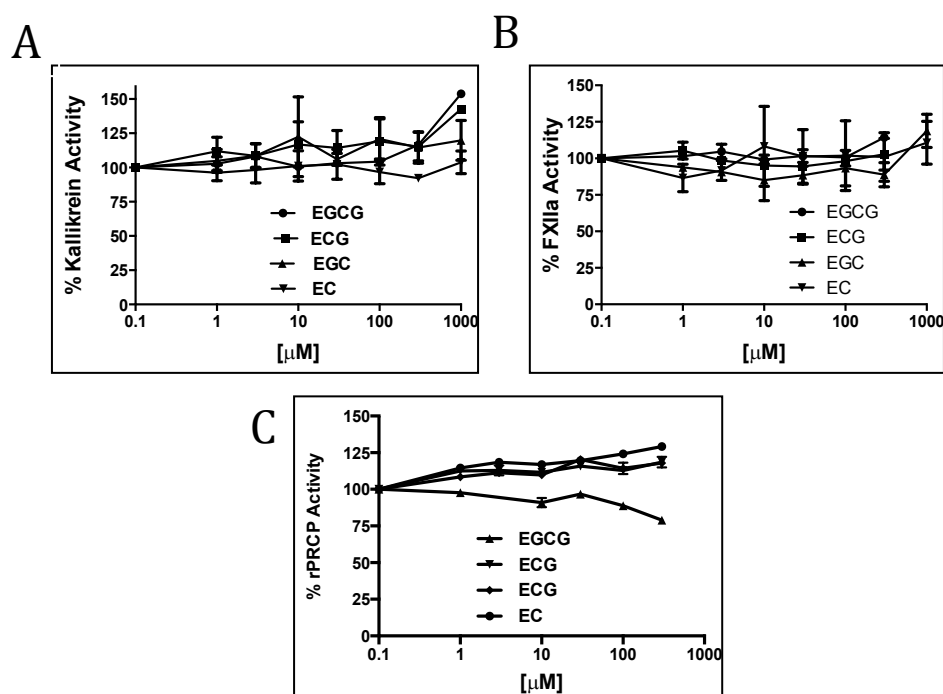 A
% Kallikrein Activity
150
125
100
75
50
25
0
EGCG
ECG
EGC
EC
0.1 1 10 100 1000
[μM]
B
% FXIIa Activity
150
125
100
75
50
25
0
EGCG
ECG
EGC
EC
0.1 1 10 100 1000
[μM]
C
% rPRCP Activity
150
125
100
75
50
25
0
EGCG
ECG
ECG
EC
0.1 1 10 100 1000
[μM]